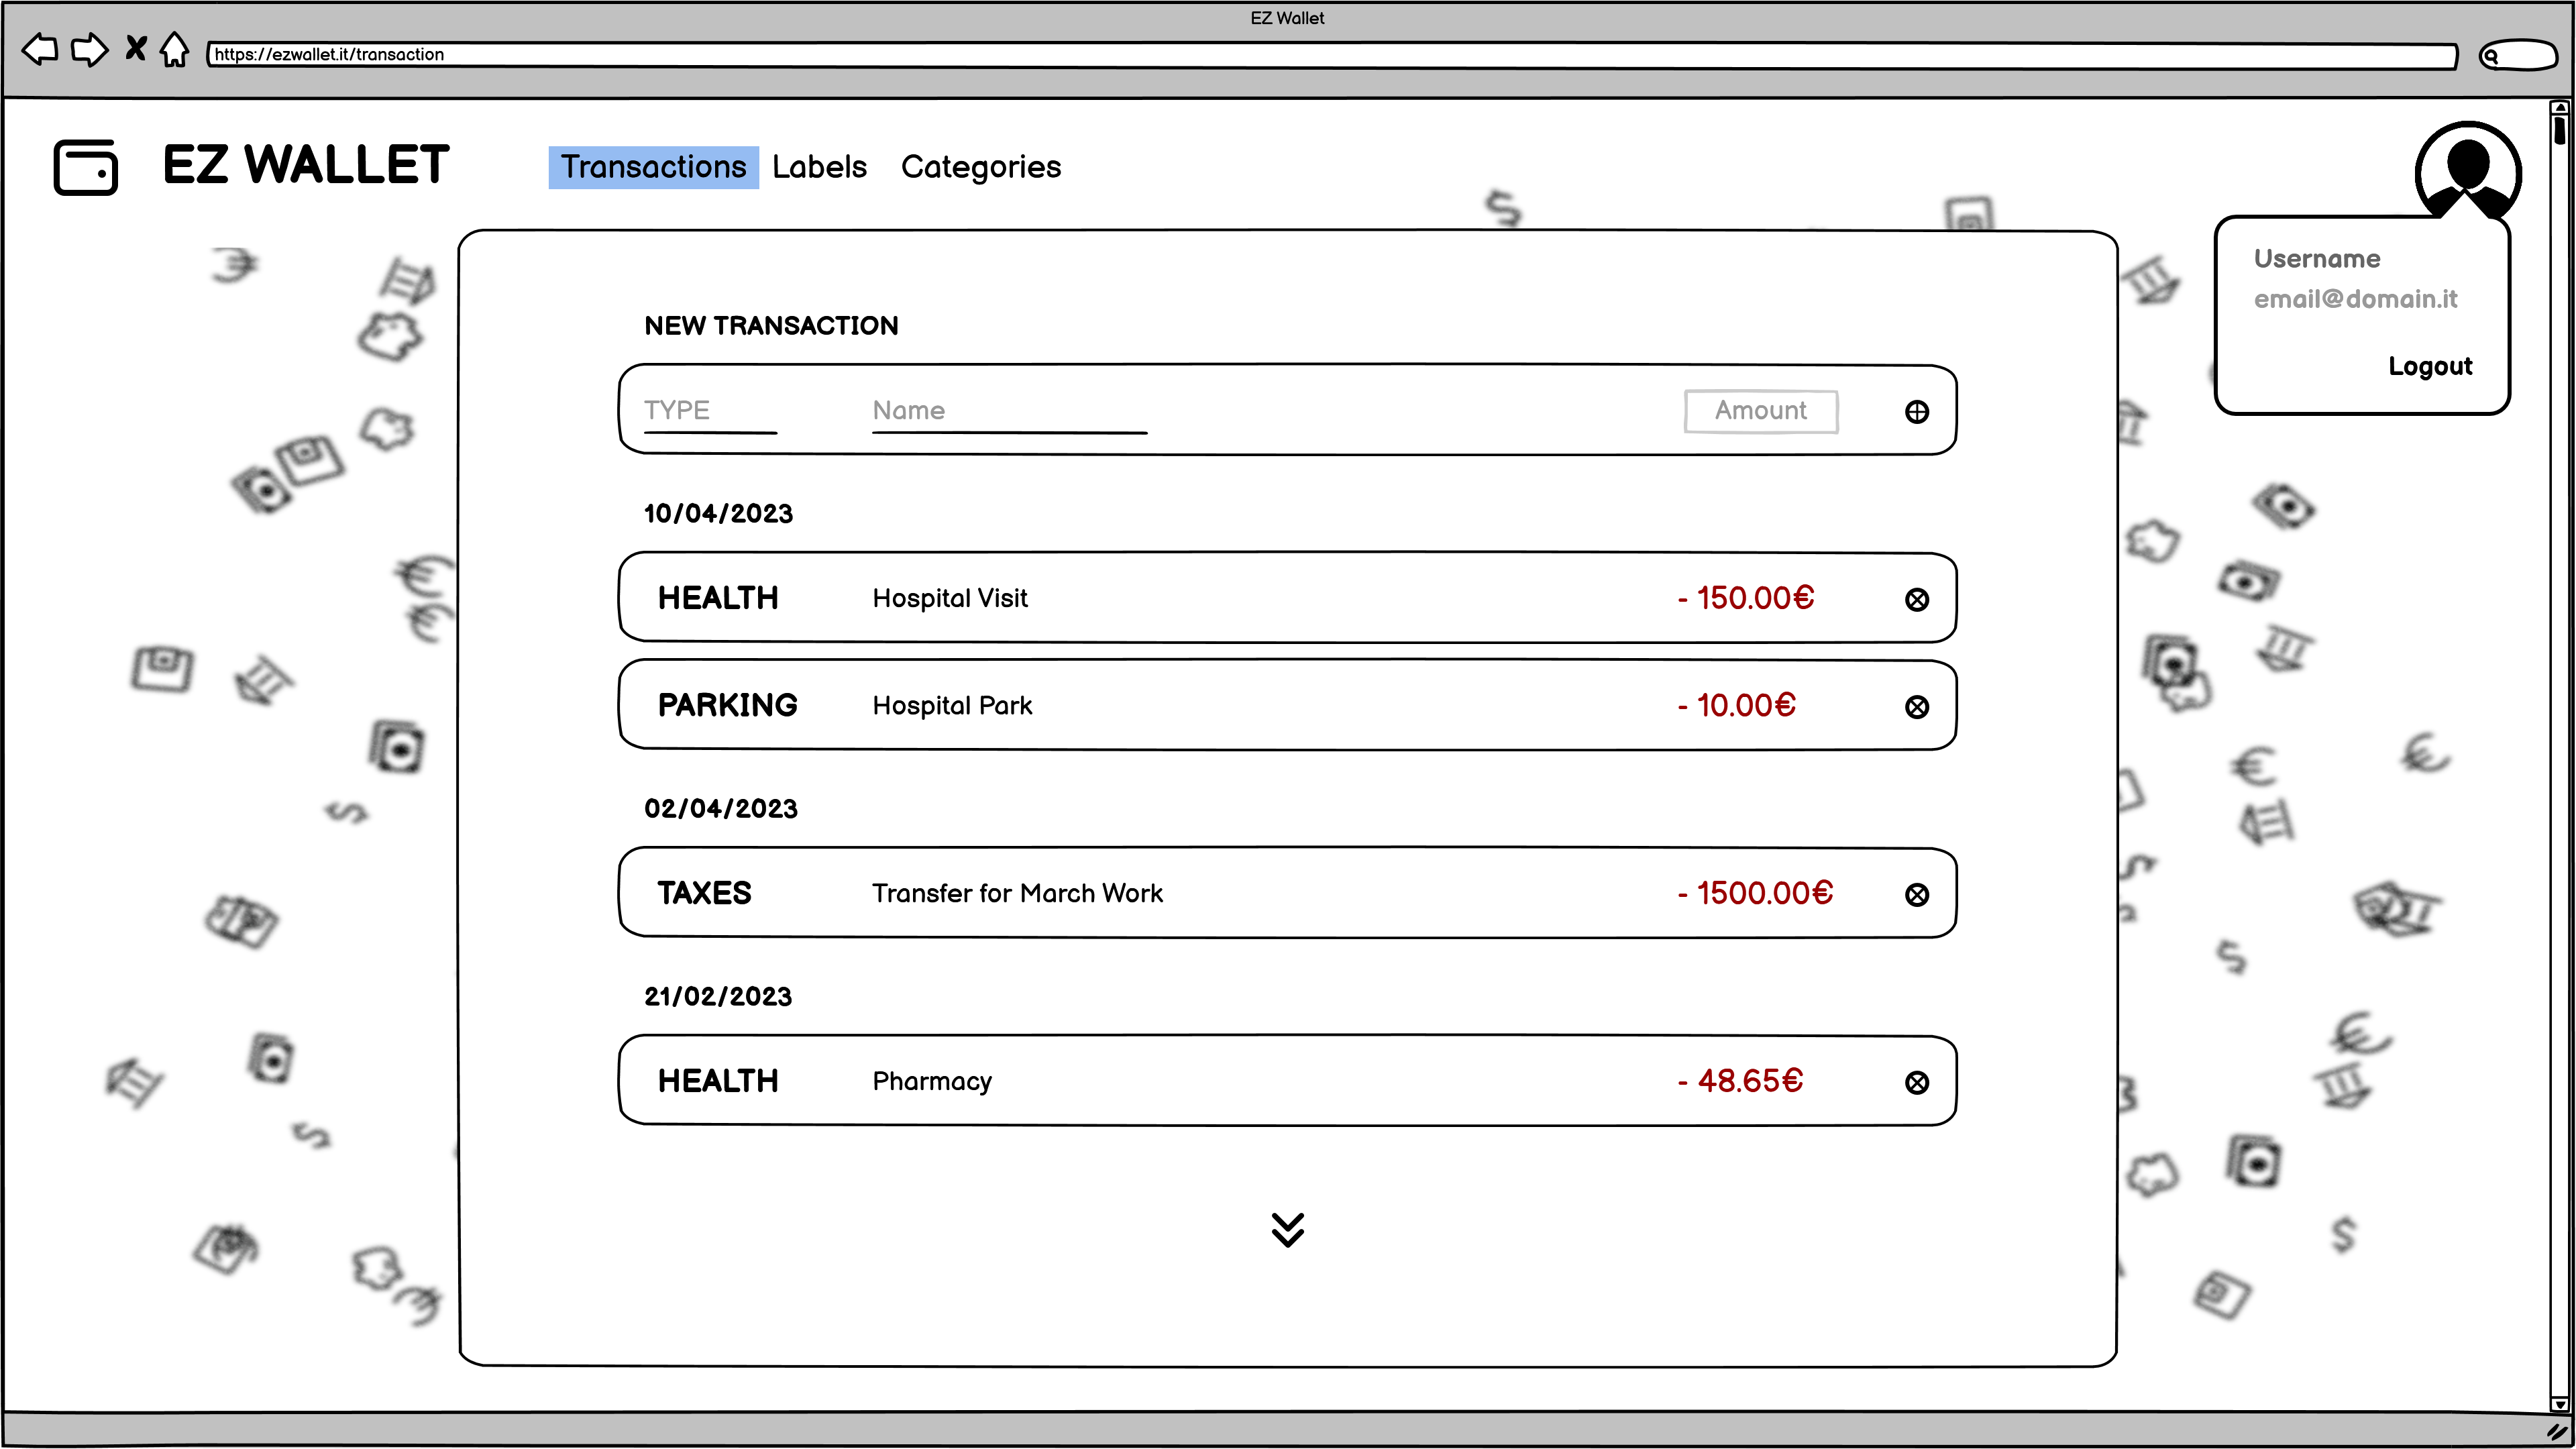 EZ Wallet
https://ezwallet.it/transaction
EZ WALLET
Transactions Labels Categories
Username
email@domain.it
Logout
NEW TRANSACTION
TYPE Name Amount
10/04/2023
HEALTH Hospital Visit - 150.00€
PARKING Hospital Park - 10.00€
02/04/2023
TAXES Transfer for March Work - 1500.00€
21/02/2023
HEALTH Pharmacy - 48.65€